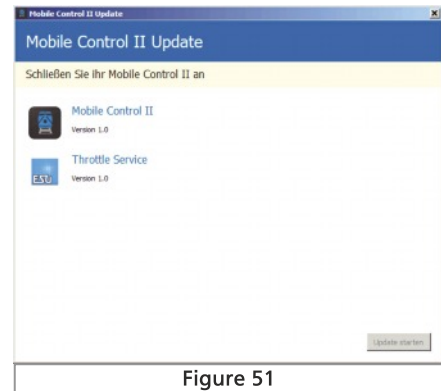 Mobile Control II Update
Mobile Control II Update
Schließen Sie ihr Mobile Control II an
Mobile Control II
Version 1.0
ESU
Throttle Service
Version 1.0
Update starten
Figure 51